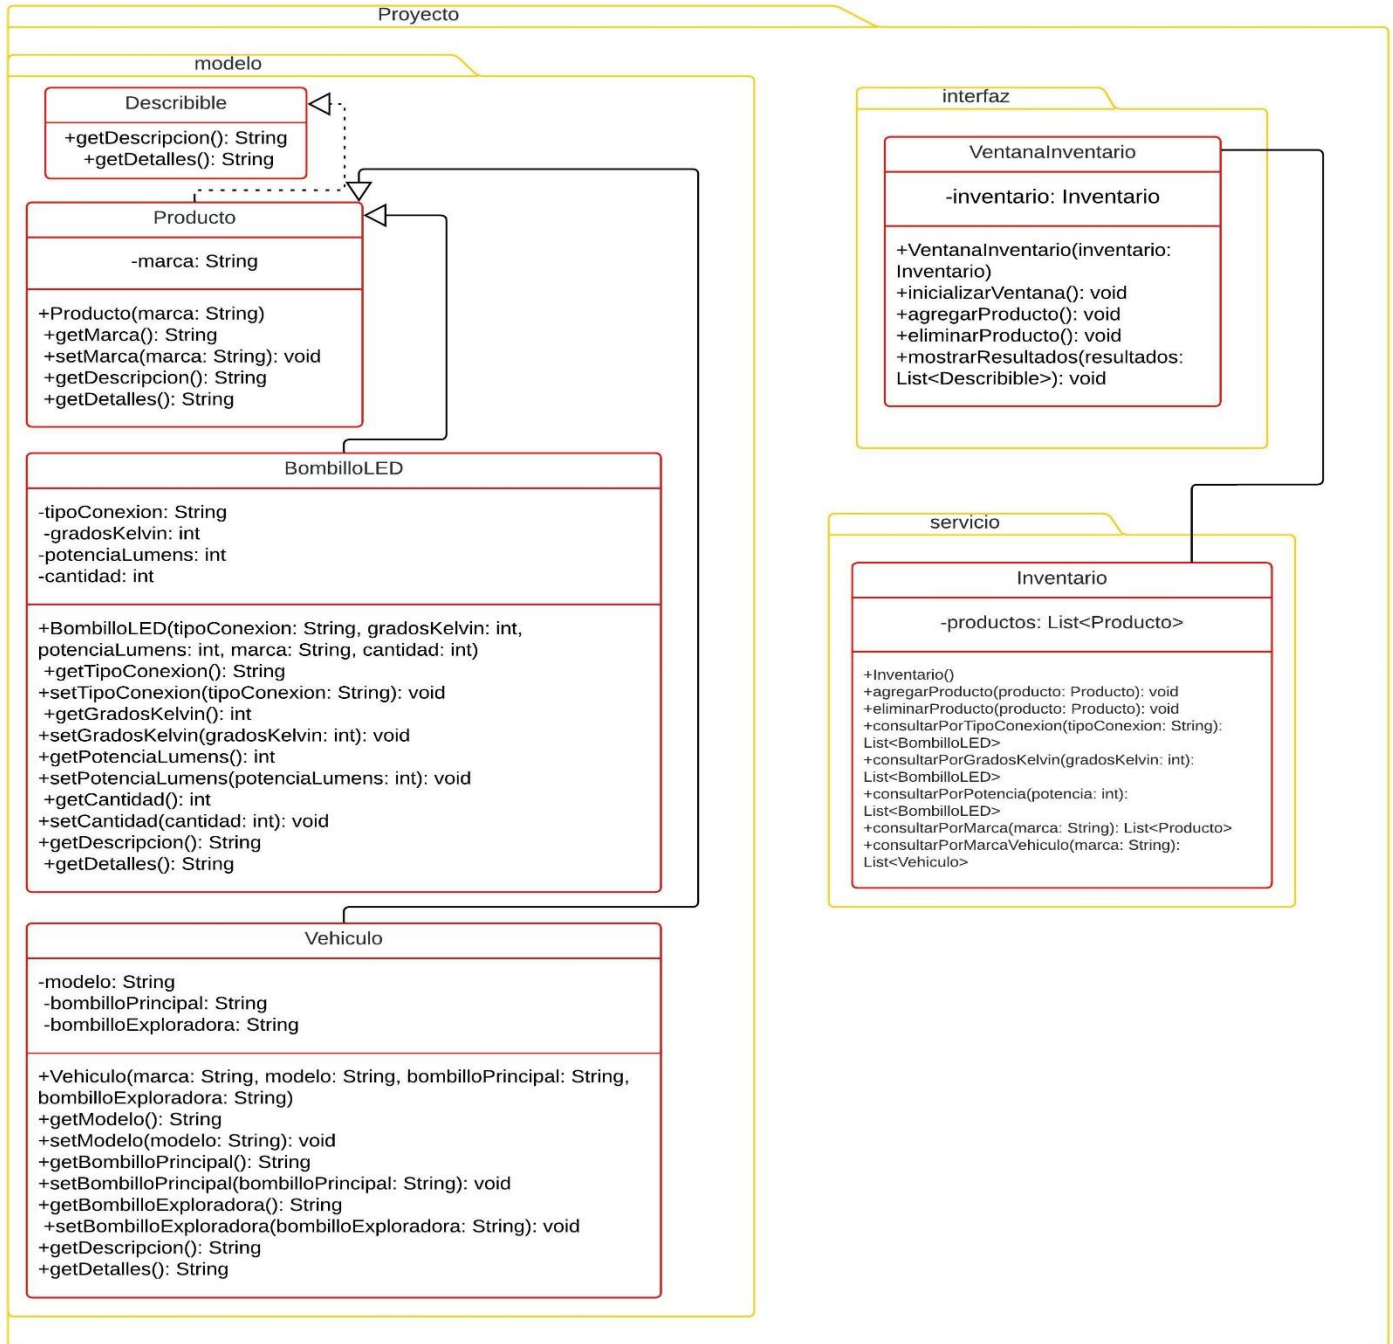 Proyecto
modelo
Describible
+getDescripcion(): String
+getDetalles(): String
Producto
-marca: String
+Producto(marca: String)
+getMarca(): String
+setMarca(marca: String): void
+getDescripcion(): String
+getDetalles(): String
BombilloLED
-tipoConexion: String
-gradosKelvin: int
-potenciaLumens: int
-cantidad: int
+BombilloLED(tipoConexion: String, gradosKelvin: int,
potenciaLumens: int, marca: String, cantidad: int)
+getTipoConexion(): String
+setTipoConexion(tipoConexion: String): void
+getGradosKelvin(): int
+setGradosKelvin(gradosKelvin: int): void
+getPotenciaLumens(): int
+setPotenciaLumens(potenciaLumens: int): void
+getCantidad(): int
+setCantidad(cantidad: int): void
+getDescripcion(): String
+getDetalles(): String
Vehiculo
-modelo: String
-bombilloPrincipal: String
-bombilloExploradora: String
+Vehiculo(marca: String, modelo: String, bombilloPrincipal: String,
bombilloExploradora: String)
+getModelo(): String
+setModelo(modelo: String): void
+getBombilloPrincipal(): String
+setBombilloPrincipal(bombilloPrincipal: String): void
+getBombilloExploradora(): String
+setBombilloExploradora(bombilloExploradora: String): void
+getDescripcion(): String
+getDetalles(): String
interfaz
VentanaInventario
-inventario: Inventario
+VentanaInventario(inventario:
Inventario)
+inicializarVentana(): void
+agregarProducto(): void
+eliminarProducto(): void
+mostrarResultados(resultados:
List<Describible>): void
servicio
Inventario
-productos: List<Producto>
+Inventario()
+agregarProducto(producto: Producto): void
+eliminarProducto(producto: Producto): void
+consultarPorTipoConexion(tipoConexion: String):
List<BombilloLED>
+consultarPorGradosKelvin(gradosKelvin: int):
List<BombilloLED>
+consultarPorPotencia(potencia: int):
List<BombilloLED>
+consultarPorMarca(marca: String): List<Producto>
+consultarPorMarcaVehiculo(marca: String):
List<Vehiculo>